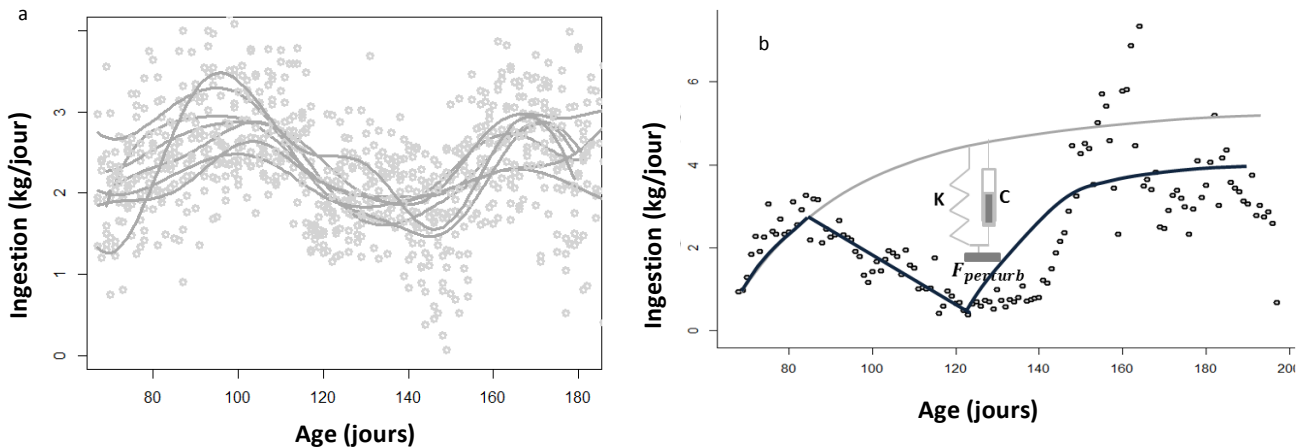 a
Ingestion (kg/jour)
3
2
1
0
80 100 120 140 160 180
Age (jours)
b
Ingestion (kg/jour)
6
4
2
0
K
C
F perturb
80 100 120 140 160 180 200
Age (jours)